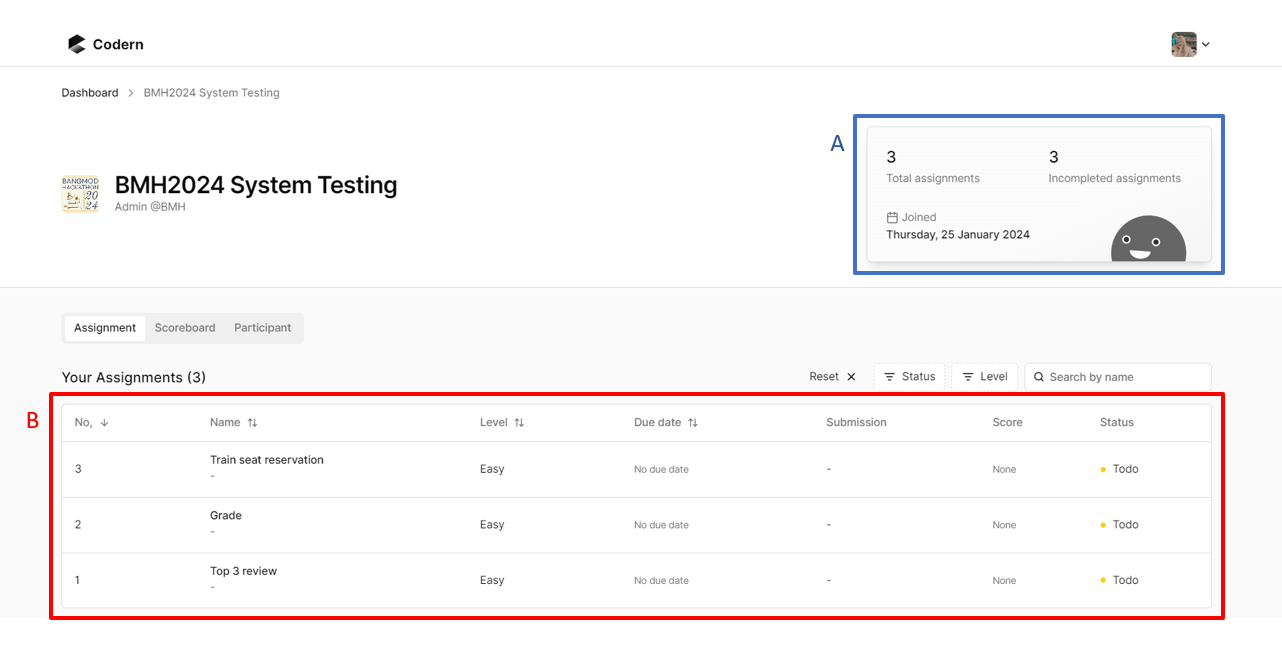 Codern
Dashboard > BMH2024 System Testing
A
3 3
Total assignments Incompleted assignments
Joined
Thursday, 25 January 2024
BANGMOD
HACKATHON
20
24
BMH2024 System Testing
Admin @BMH
Assignment Scoreboard Participant
Your Assignments (3) Reset × Status Level Search by name
B
No, ↓ Name ↑↓ Level ↑↓ Due date ↑↓ Submission Score Status
3 Train seat reservation Easy No due date - None Todo
-
2 Grade Easy No due date - None Todo
-
1 Top 3 review Easy No due date - None Todo
-